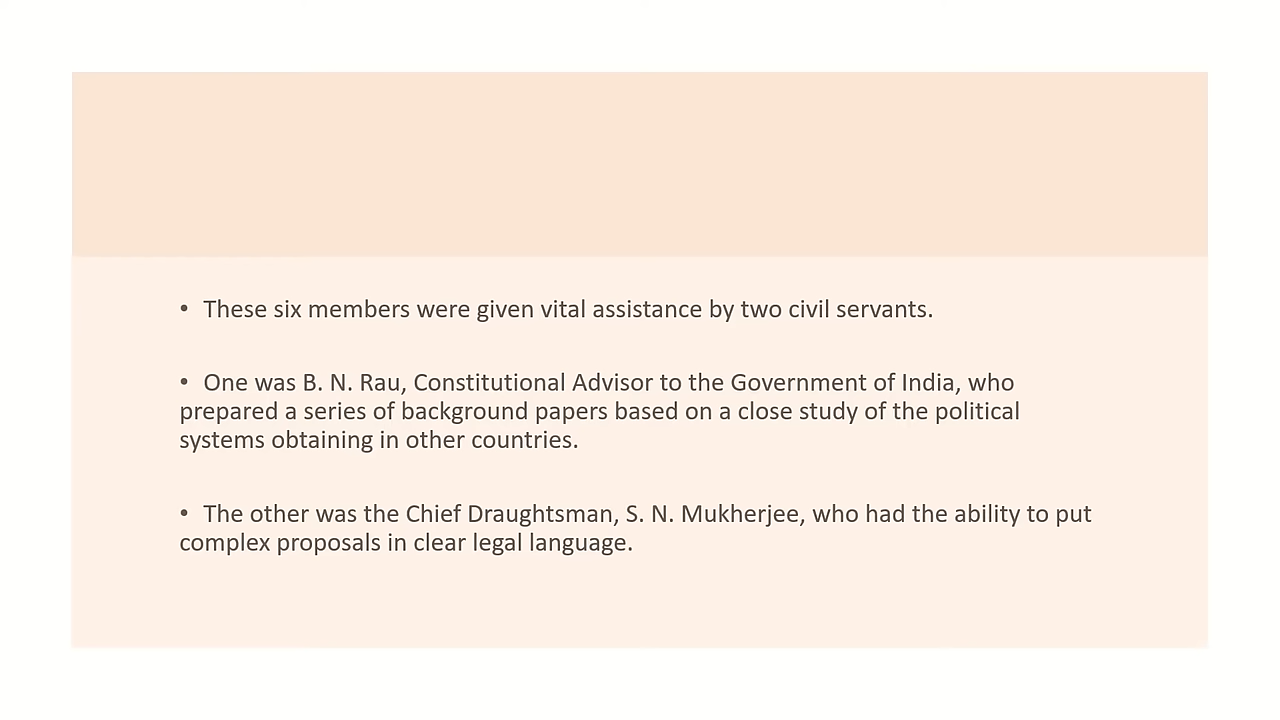 • These six members were given vital assistance by two civil servants.
• One was B. N. Rau, Constitutional Advisor to the Government of India, who
prepared a series of background papers based on a close study of the political
systems obtaining in other countries.
• The other was the Chief Draughtsman, S. N. Mukherjee, who had the ability to put
complex proposals in clear legal language.